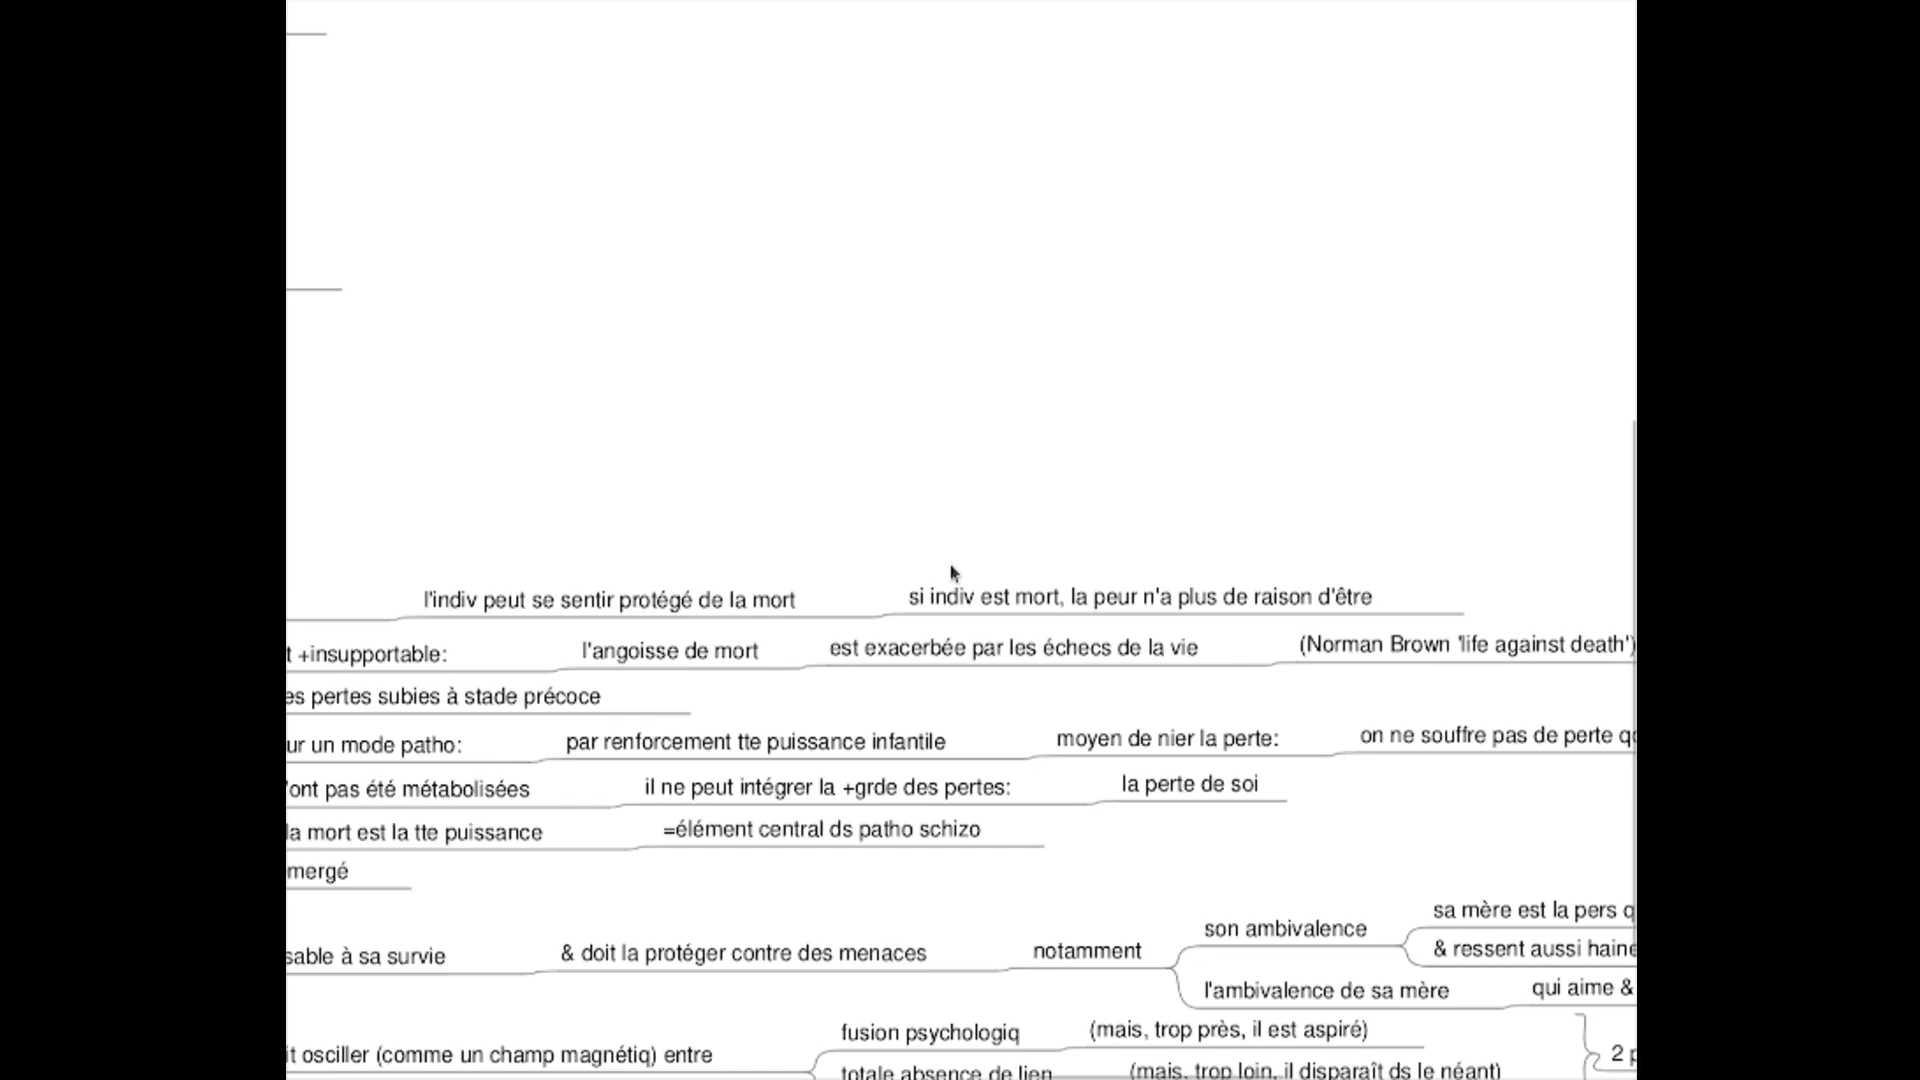 l'indiv peut se sentir protégé de la mort si indiv est mort, la peur n'a plus de raison d'être
t +insupportable: l'angoisse de mort est exacerbée par les échecs de la vie (Norman Brown 'life against death')
es pertes subies à stade précoce
ur un mode patho: par renforcement tte puissance infantile moyen de nier la perte: on ne souffre pas de perte q
'ont pas été métabolisées il ne peut intégrer la +grde des pertes: la perte de soi
la mort est la tte puissance =élément central ds patho schizo
mergé
sa mère est la pers q
son ambivalence
& ressent aussi haine
sable à sa survie & doit la protéger contre des menaces notamment
l'ambivalence de sa mère qui aime &
fusion psychologiq (mais, trop près, il est aspiré)
it osciller (comme un champ magnétiq) entre
2 p
totale absence de lien (mais, trop loin, il disparaît ds le néant)